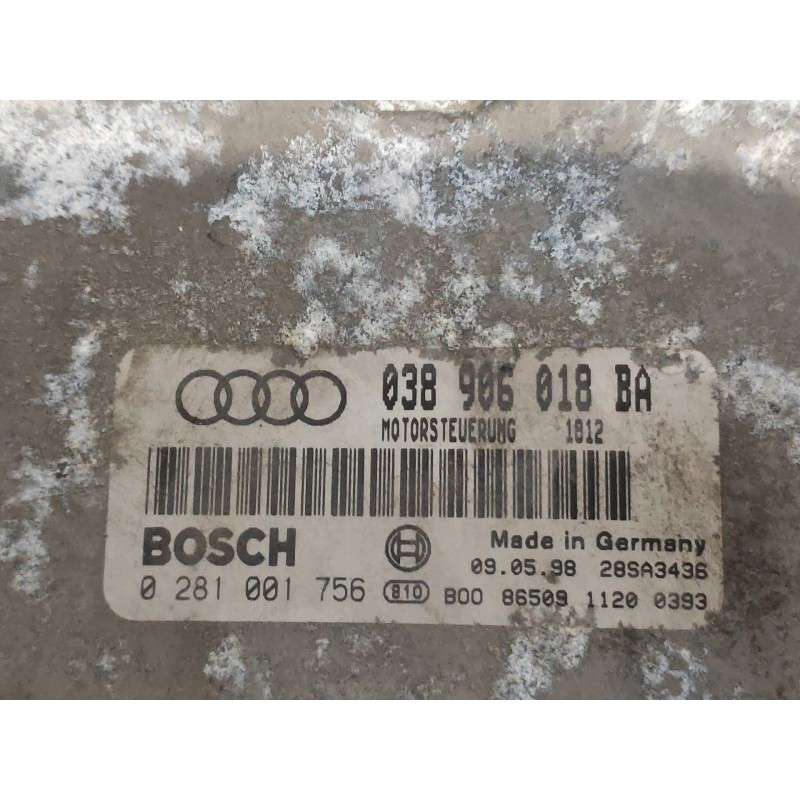 038 906 018 BA
MOTORSTEUERUNG 1812
BOSCH
Made in Germany
09.05.98 28SA3436
0 281 001 756 810 B00 86509 1120 0393